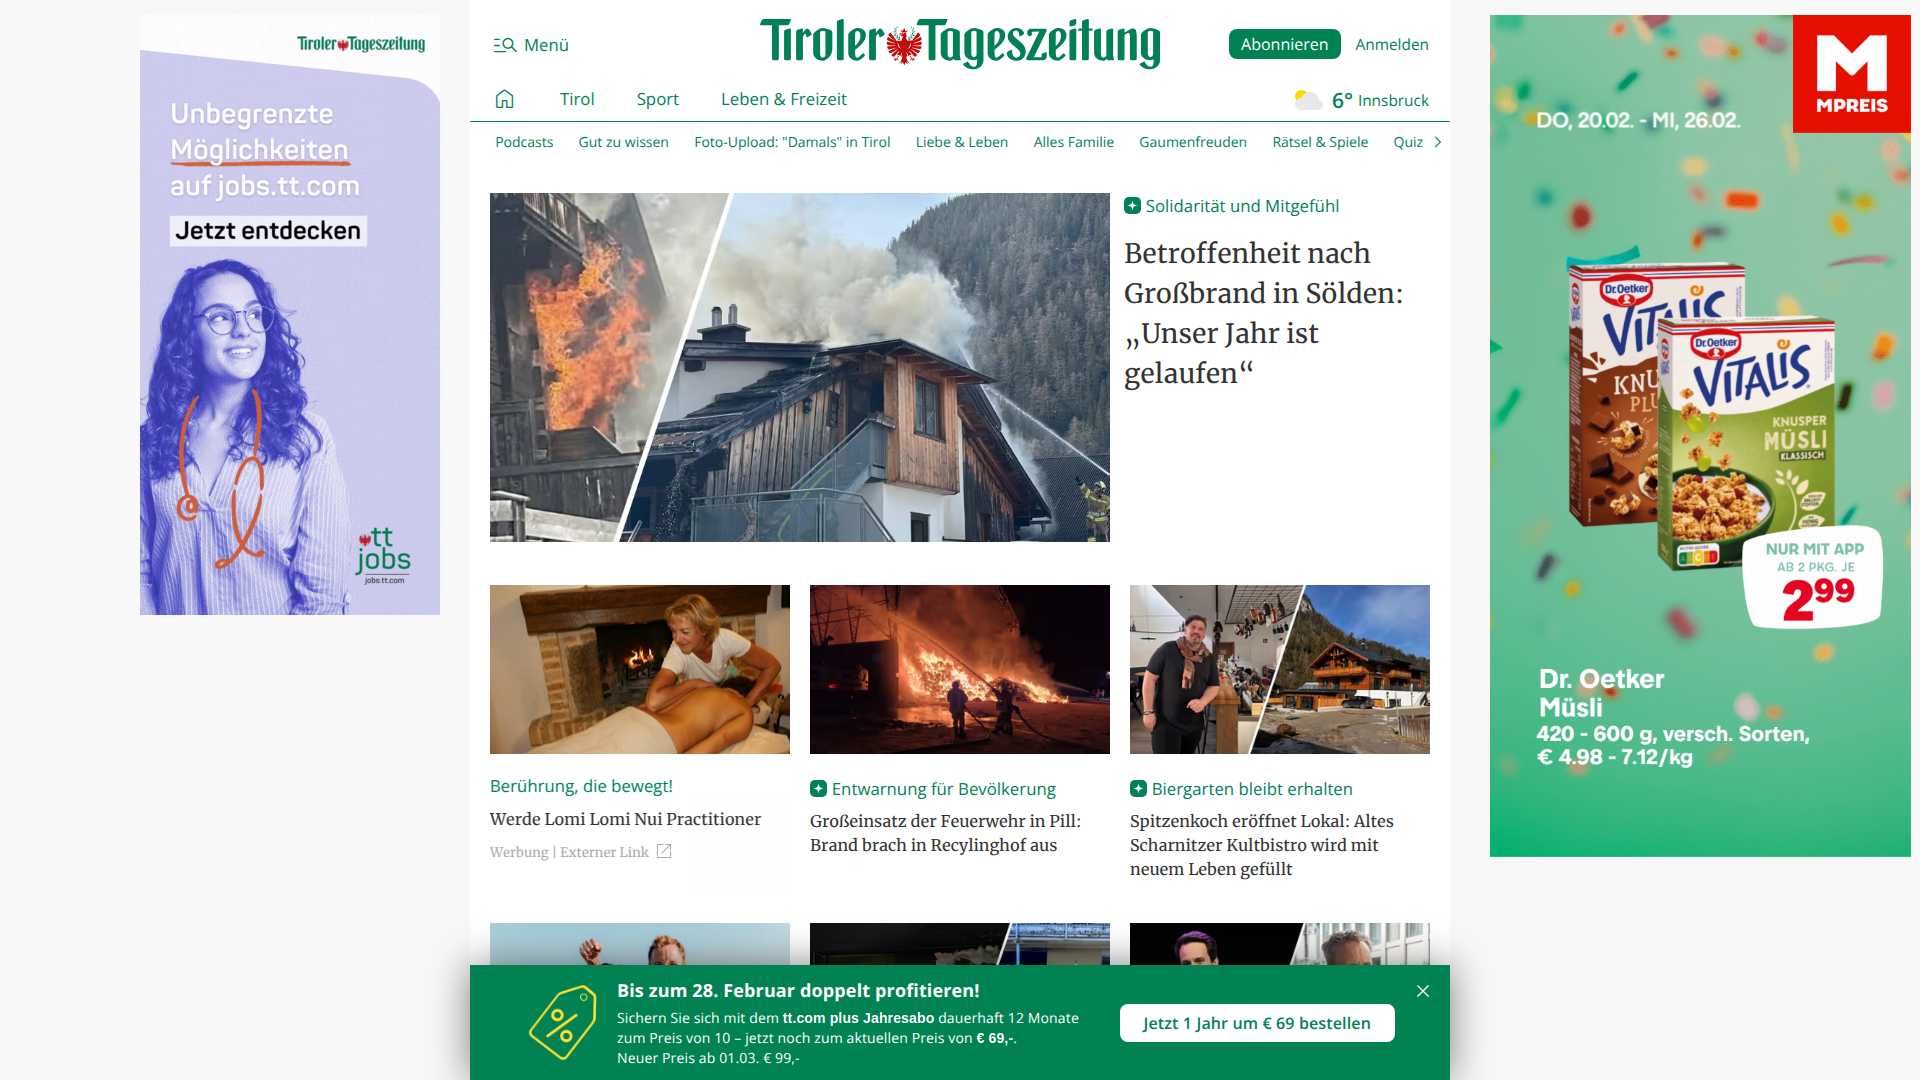 Tiroler Tageszeitung
Unbegrenzte
Möglichkeiten
auf jobs.tt.com
Jetzt entdecken
tt
jobs
jobs.tt.com
Menü
Tiroler Tageszeitung
Abonnieren
Anmelden
Tirol
Sport
Leben & Freizeit
6° Innsbruck
Podcasts
Gut zu wissen
Foto-Upload: "Damals" in Tirol
Liebe & Leben
Alles Familie
Gaumenfreuden
Rätsel & Spiele
Quiz
Solidarität und Mitgefühl
Betroffenheit nach
Großbrand in Sölden:
„Unser Jahr ist
gelaufen“
Berührung, die bewegt!
Werde Lomi Lomi Nui Practitioner
Werbung | Externer Link
Entwarnung für Bevölkerung
Großeinsatz der Feuerwehr in Pill:
Brand brach in Recylinghof aus
Biergarten bleibt erhalten
Spitzenkoch eröffnet Lokal: Altes
Scharnitzer Kultbistro wird mit
neuem Leben gefüllt
Bis zum 28. Februar doppelt profitieren!
Sichern Sie sich mit dem tt.com plus Jahresabo dauerhaft 12 Monate
zum Preis von 10 – jetzt noch zum aktuellen Preis von € 69,-.
Neuer Preis ab 01.03. € 99,-
Jetzt 1 Jahr um € 69 bestellen
M
MPREIS
DO, 20.02. - MI, 26.02.
Dr. Oetker
VITALIS
KNU
PLU
Dr. Oetker
VITALIS
KNUSPER
MÜSLI
KLASSISCH
NUR MIT APP
AB 2 PKG. JE
2⁹⁹
Dr. Oetker
Müsli
420 - 600 g, versch. Sorten,
€ 4.98 - 7.12/kg